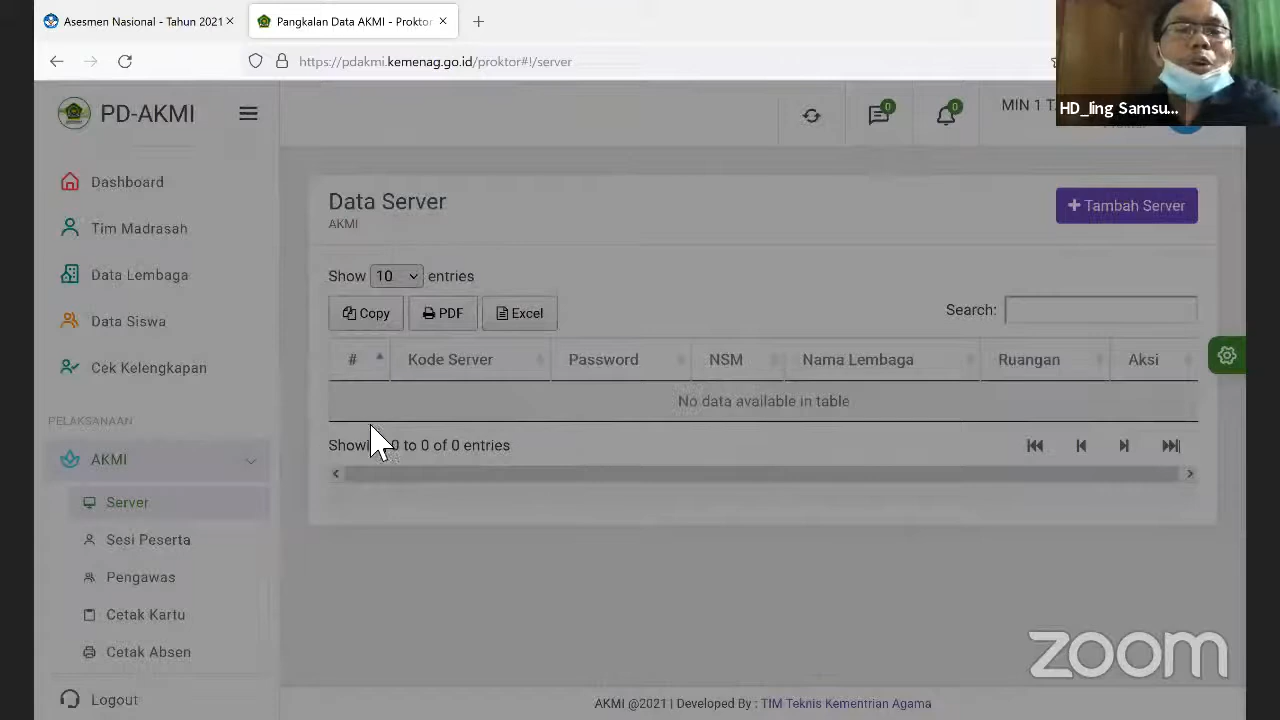 Asesmen Nasional - Tahun 2021
Pangkalan Data AKMI - Proktor
https://pdakmi.kemenag.go.id/proktor#!/server
HD_Iing Samsu...
PD-AKMI
0
0
MIN 1
Dashboard
Tim Madrasah
Data Lembaga
Data Siswa
Cek Kelengkapan
PELAKSANAAN
AKMI
Server
Sesi Peserta
Pengawas
Cetak Kartu
Cetak Absen
Logout
Data Server
AKMI
+ Tambah Server
Show 10 entries
Copy PDF Excel
Search:
# Kode Server Password NSM Nama Lembaga Ruangan Aksi
No data available in table
0 to 0 of 0 entries
zoom
AKMI @2021 | Developed By : TIM Teknis Kementrian Agama